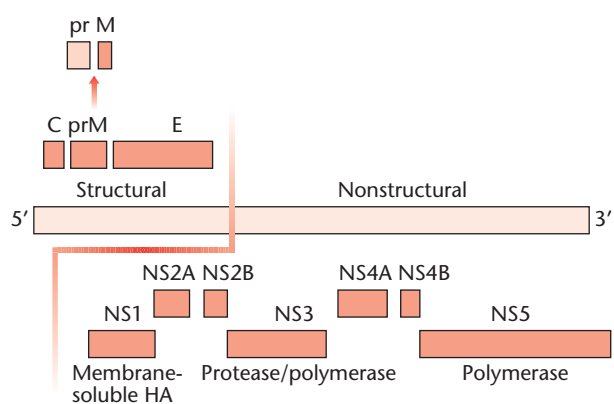 pr M
C prM E
Structural Nonstructural
5′ 3′
NS2A NS2B NS4A NS4B
NS1 NS3 NS5
Membrane- Protease/polymerase Polymerase
soluble HA